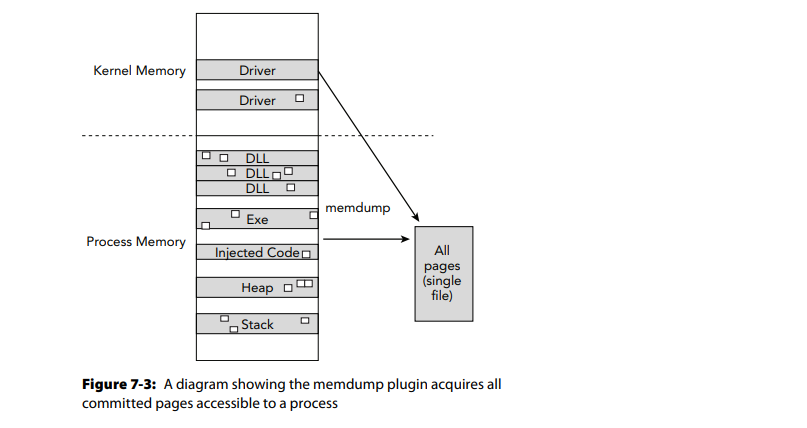 Kernel Memory
Driver
Driver
DLL
DLL
DLL
Exe
memdump
Process Memory
Injected Code
Heap
Stack
All
pages
(single
file)
Figure 7-3: A diagram showing the memdump plugin acquires all
committed pages accessible to a process